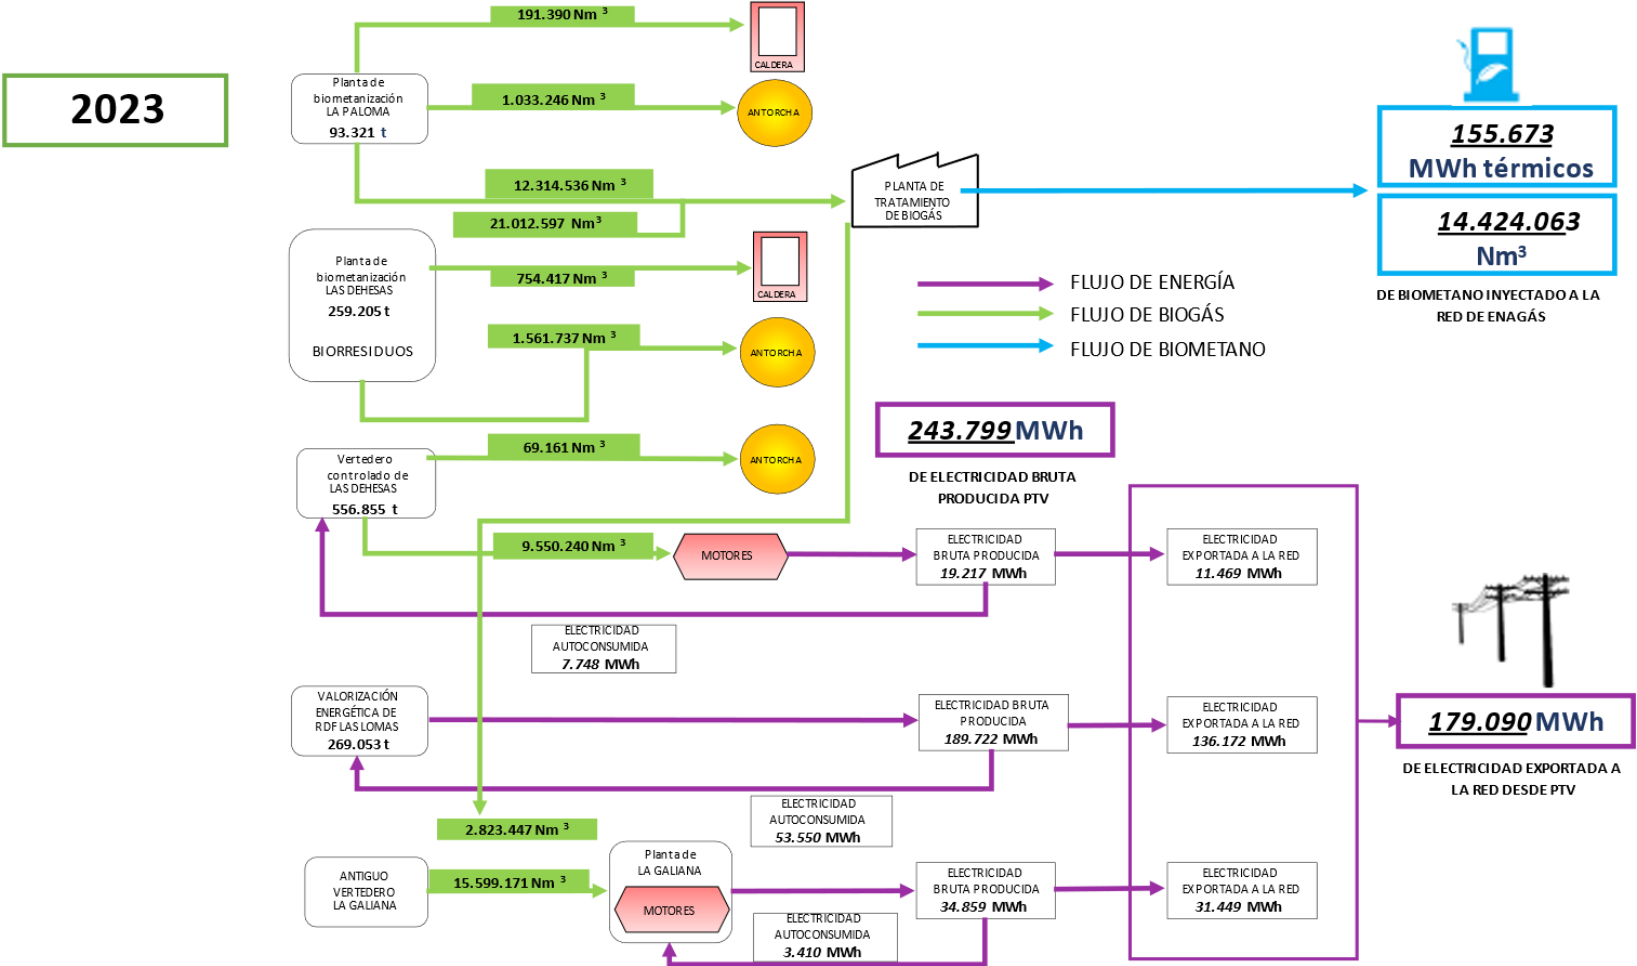 2023
191.390 Nm ³
CALDERA
Planta de
biometanización
LA PALOMA
93.321 t
1.033.246 Nm ³
ANTORCHA
12.314.536 Nm ³
21.012.597 Nm³
PLANTA DE
TRATAMIENTO
DE BIOGÁS
155.673
MWh térmicos
14.424.063
Nm³
DE BIOMETANO INYECTADO A LA
RED DE ENAGÁS
Planta de
biometanización
LAS DEHESAS
259.205 t
BIORRESIDUOS
754.417 Nm ³
CALDERA
1.561.737 Nm ³
ANTORCHA
FLUJO DE ENERGÍA
FLUJO DE BIOGÁS
FLUJO DE BIOMETANO
69.161 Nm ³
ANTORCHA
Vertedero
controlado de
LAS DEHESAS
556.855 t
243.799 MWh
DE ELECTRICIDAD BRUTA
PRODUCIDA PTV
9.550.240 Nm ³
MOTORES
ELECTRICIDAD
BRUTA PRODUCIDA
19.217 MWh
ELECTRICIDAD
EXPORTADA A LA RED
11.469 MWh
ELECTRICIDAD
AUTOCONSUMIDA
7.748 MWh
VALORIZACIÓN
ENERGÉTICA DE
RDF LAS LOMAS
269.053 t
ELECTRICIDAD BRUTA
PRODUCIDA
189.722 MWh
ELECTRICIDAD
EXPORTADA A LA RED
136.172 MWh
179.090 MWh
DE ELECTRICIDAD EXPORTADA A
LA RED DESDE PTV
ELECTRICIDAD
AUTOCONSUMIDA
53.550 MWh
2.823.447 Nm ³
ANTIGUO
VERTEDERO
LA GALIANA
15.599.171 Nm ³
Planta de
LA GALIANA
MOTORES
ELECTRICIDAD
BRUTA PRODUCIDA
34.859 MWh
ELECTRICIDAD
EXPORTADA A LA RED
31.449 MWh
ELECTRICIDAD
AUTOCONSUMIDA
3.410 MWh